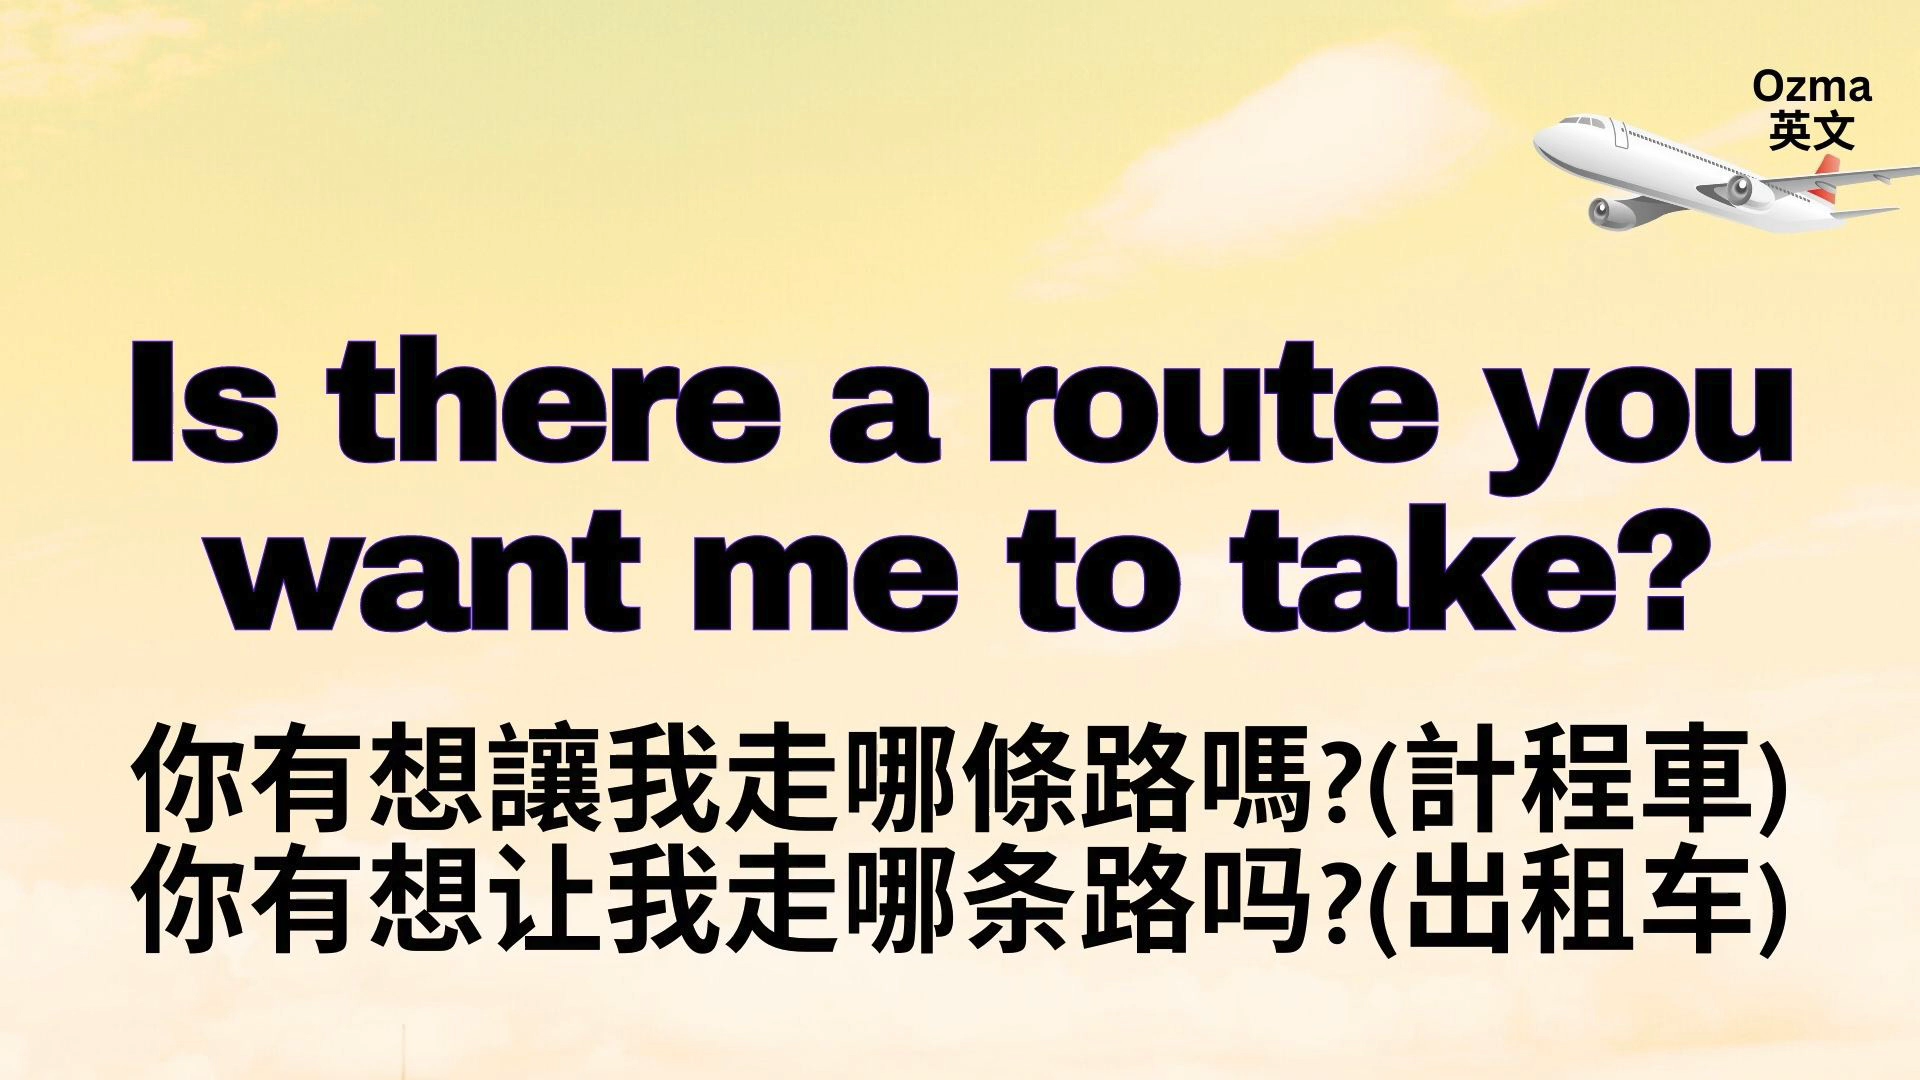 Ozma
英文
Is there a route you
want me to take?
你有想讓我走哪條路嗎?(計程車)
你有想让我走哪条路吗?(出租车)